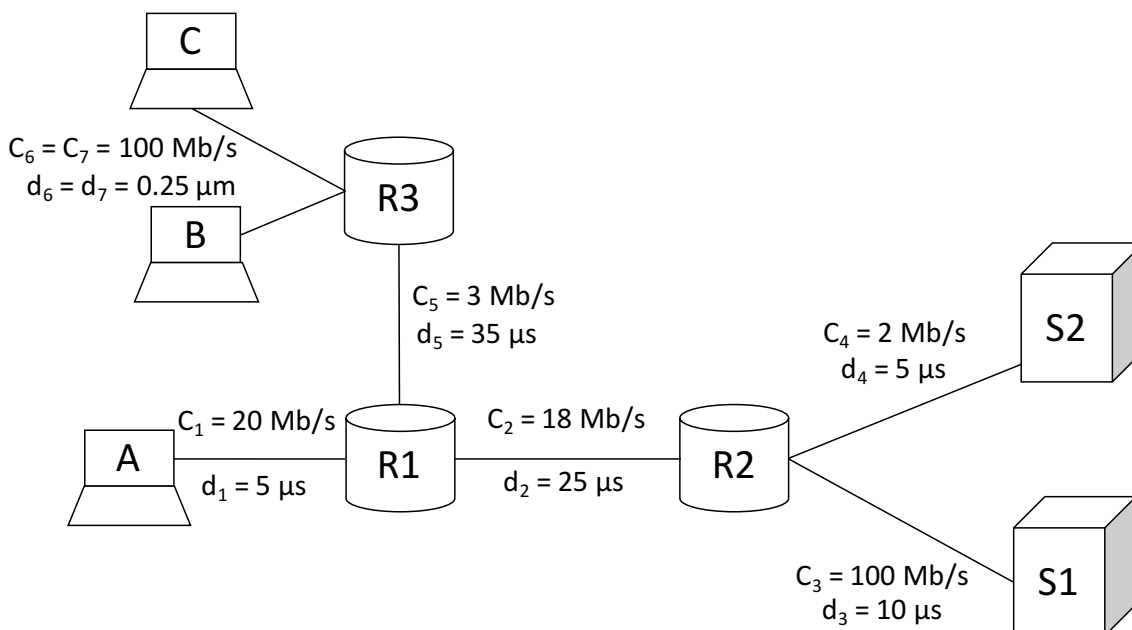 C
C₆ = C₇ = 100 Mb/s
d₆ = d₇ = 0.25 μm
B
R3
C₅ = 3 Mb/s
d₅ = 35 μs
C₄ = 2 Mb/s
d₄ = 5 μs
S2
C₁ = 20 Mb/s
d₁ = 5 μs
A
R1
C₂ = 18 Mb/s
d₂ = 25 μs
R2
C₃ = 100 Mb/s
d₃ = 10 μs
S1